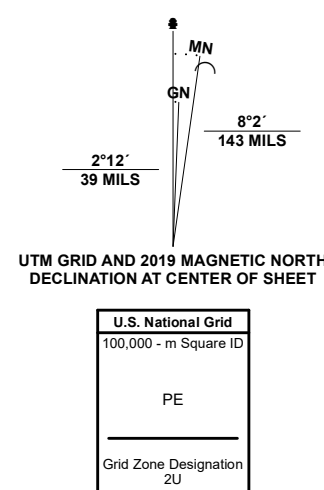 MN
GN
8°2´
143 MILS
2°12´
39 MILS
UTM GRID AND 2019 MAGNETIC NORTH
DECLINATION AT CENTER OF SHEET
U.S. National Grid
100,000 - m Square ID
PE
Grid Zone Designation
2U